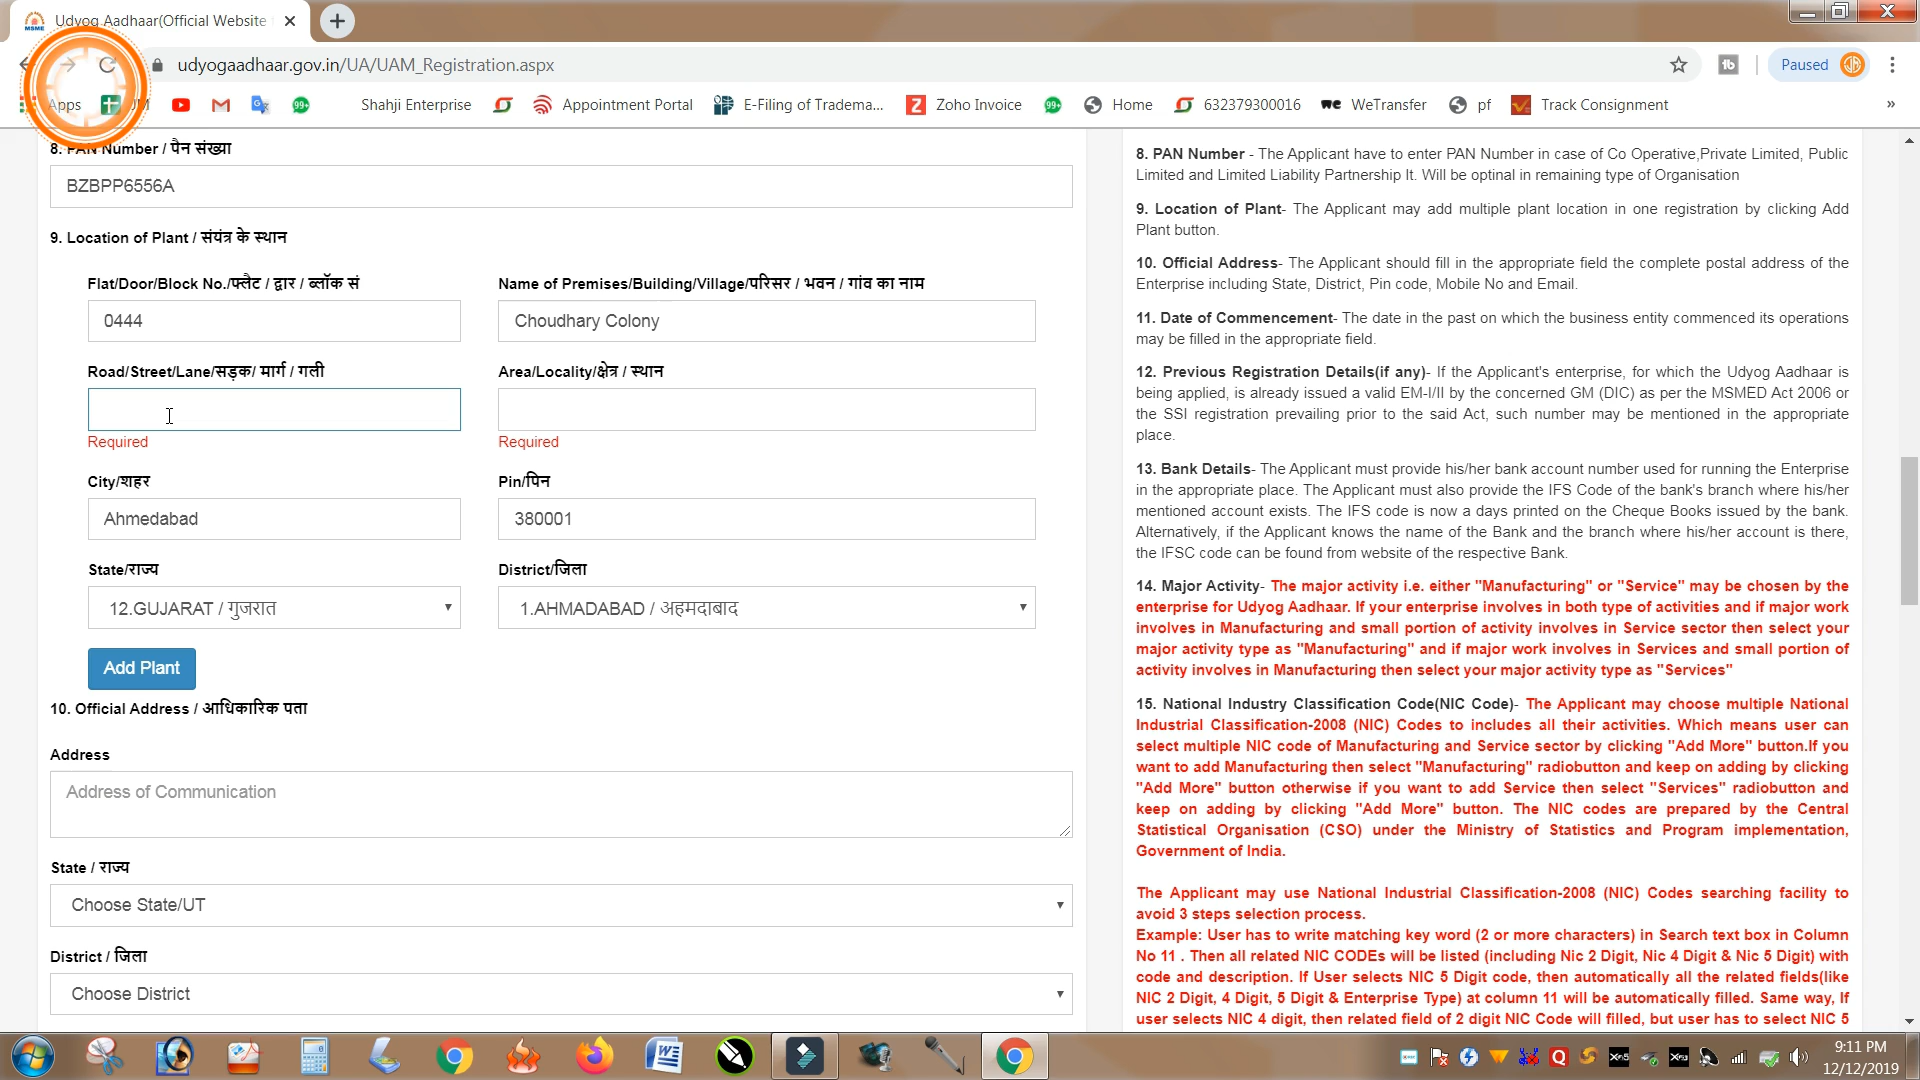 Udyog Aadhaar(Official Website
udyogaadhaar.gov.in/UA/UAM_Registration.aspx
Paused
Apps
Shahji Enterprise
Appointment Portal
E-Filing of Tradema...
Zoho Invoice
99+
Home
632379300016
WeTransfer
pf
Track Consignment
8. PAN Number / पैन संख्या
BZBPP6556A
9. Location of Plant / संयंत्र के स्थान
Flat/Door/Block No./फ्लैट / द्वार / ब्लॉक सं
Name of Premises/Building/Village/परिसर / भवन / गांव का नाम
0444
Choudhary Colony
Road/Street/Lane/सड़क/ मार्ग / गली
Area/Locality/क्षेत्र / स्थान
Required
Required
City/शहर
Pin/पिन
Ahmedabad
380001
State/राज्य
District/जिला
12.GUJARAT / गुजरात
1.AHMADABAD / अहमदाबाद
Add Plant
10. Official Address / आधिकारिक पता
Address
Address of Communication
State / राज्य
Choose State/UT
District / जिला
Choose District
8. PAN Number - The Applicant have to enter PAN Number in case of Co Operative,Private Limited, Public
Limited and Limited Liability Partnership It. Will be optinal in remaining type of Organisation
9. Location of Plant- The Applicant may add multiple plant location in one registration by clicking Add
Plant button.
10. Official Address- The Applicant should fill in the appropriate field the complete postal address of the
Enterprise including State, District, Pin code, Mobile No and Email.
11. Date of Commencement- The date in the past on which the business entity commenced its operations
may be filled in the appropriate field.
12. Previous Registration Details(if any)- If the Applicant's enterprise, for which the Udyog Aadhaar is
being applied, is already issued a valid EM-I/II by the concerned GM (DIC) as per the MSMED Act 2006 or
the SSI registration prevailing prior to the said Act, such number may be mentioned in the appropriate
place.
13. Bank Details- The Applicant must provide his/her bank account number used for running the Enterprise
in the appropriate place. The Applicant must also provide the IFS Code of the bank's branch where his/her
mentioned account exists. The IFS code is now a days printed on the Cheque Books issued by the bank.
Alternatively, if the Applicant knows the name of the Bank and the branch where his/her account is there,
the IFSC code can be found from website of the respective Bank.
14. Major Activity- The major activity i.e. either "Manufacturing" or "Service" may be chosen by the
enterprise for Udyog Aadhaar. If your enterprise involves in both type of activities and if major work
involves in Manufacturing and small portion of activity involves in Service sector then select your
major activity type as "Manufacturing" and if major work involves in Services and small portion of
activity involves in Manufacturing then select your major activity type as "Services"
15. National Industry Classification Code(NIC Code)- The Applicant may choose multiple National
Industrial Classification-2008 (NIC) Codes to includes all their activities. Which means user can
select multiple NIC code of Manufacturing and Service sector by clicking "Add More" button.If you
want to add Manufacturing then select "Manufacturing" radiobutton and keep on adding by clicking
"Add More" button otherwise if you want to add Service then select "Services" radiobutton and
keep on adding by clicking "Add More" button. The NIC codes are prepared by the Central
Statistical Organisation (CSO) under the Ministry of Statistics and Program implementation,
Government of India.
The Applicant may use National Industrial Classification-2008 (NIC) Codes searching facility to
avoid 3 steps selection process.
Example: User has to write matching key word (2 or more characters) in Search text box in Column
No 11 . Then all related NIC CODEs will be listed (including Nic 2 Digit, Nic 4 Digit & Nic 5 Digit) with
code and description. If User selects NIC 5 Digit code, then automatically all the related fields(like
NIC 2 Digit, 4 Digit, 5 Digit & Enterprise Type) at column 11 will be automatically filled. Same way, If
user selects NIC 4 digit, then related field of 2 digit NIC Code will filled, but user has to select NIC 5
9:11 PM
12/12/2019